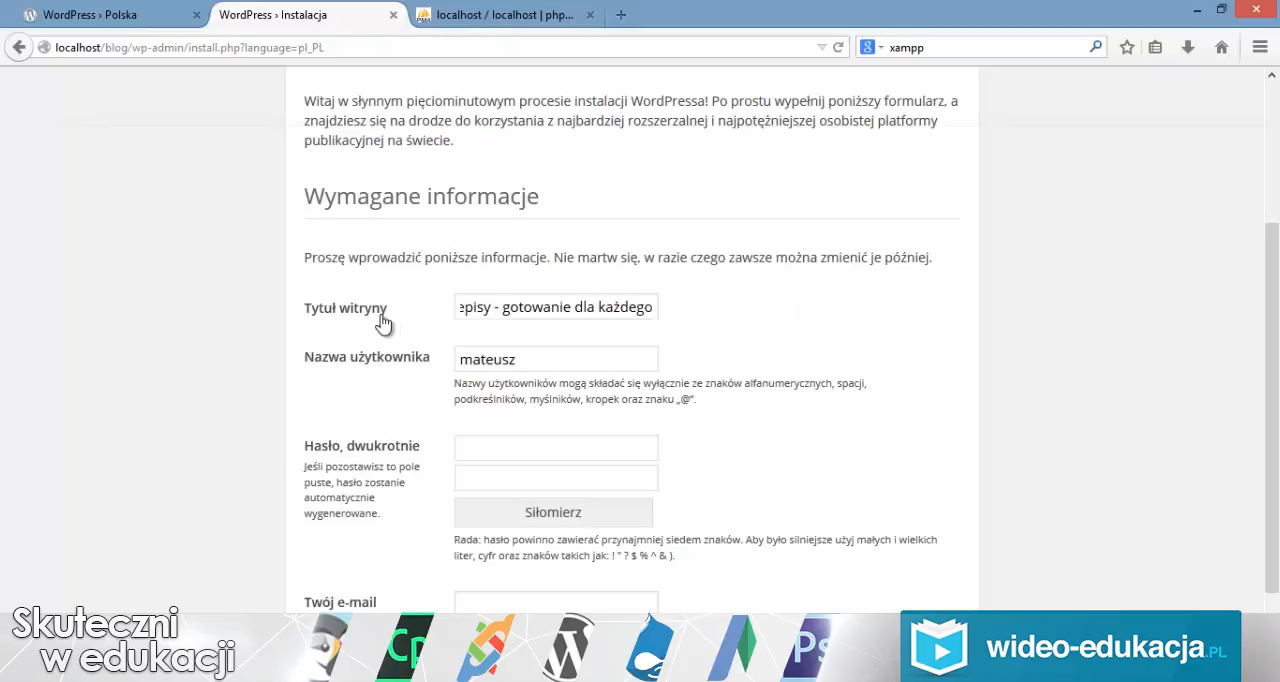 WordPress › Polska
WordPress › Instalacja
localhost / localhost | php...
localhost/blog/wp-admin/install.php?language=pl_PL
xampp
Witaj w słynnym pięciominutowym procesie instalacji WordPressa! Po prostu wypełnij poniższy formularz, a
znajdziesz się na drodze do korzystania z najbardziej rozszerzalnej i najpotężniejszej osobistej platformy
publikacyjnej na świecie.
Wymagane informacje
Proszę wprowadzić poniższe informacje. Nie martw się, w razie czego zawsze można zmienić je później.
Tytuł witryny
episy - gotowanie dla każdego
Nazwa użytkownika
mateusz
Nazwy użytkowników mogą składać się wyłącznie ze znaków alfanumerycznych, spacji,
podkreślników, myślników, kropek oraz znaku „@”.
Hasło, dwukrotnie
Jeśli pozostawisz to pole
puste, hasło zostanie
automatycznie
wygenerowane.
Siłomierz
Rada: hasło powinno zawierać przynajmniej siedem znaków. Aby było silniejsze użyj małych i wielkich
liter, cyfr oraz znaków takich jak: ! " ? $ % ^ & ).
Twój e-mail
Skuteczni
w edukacji
Cp
Ps
wideo-edukacja.PL